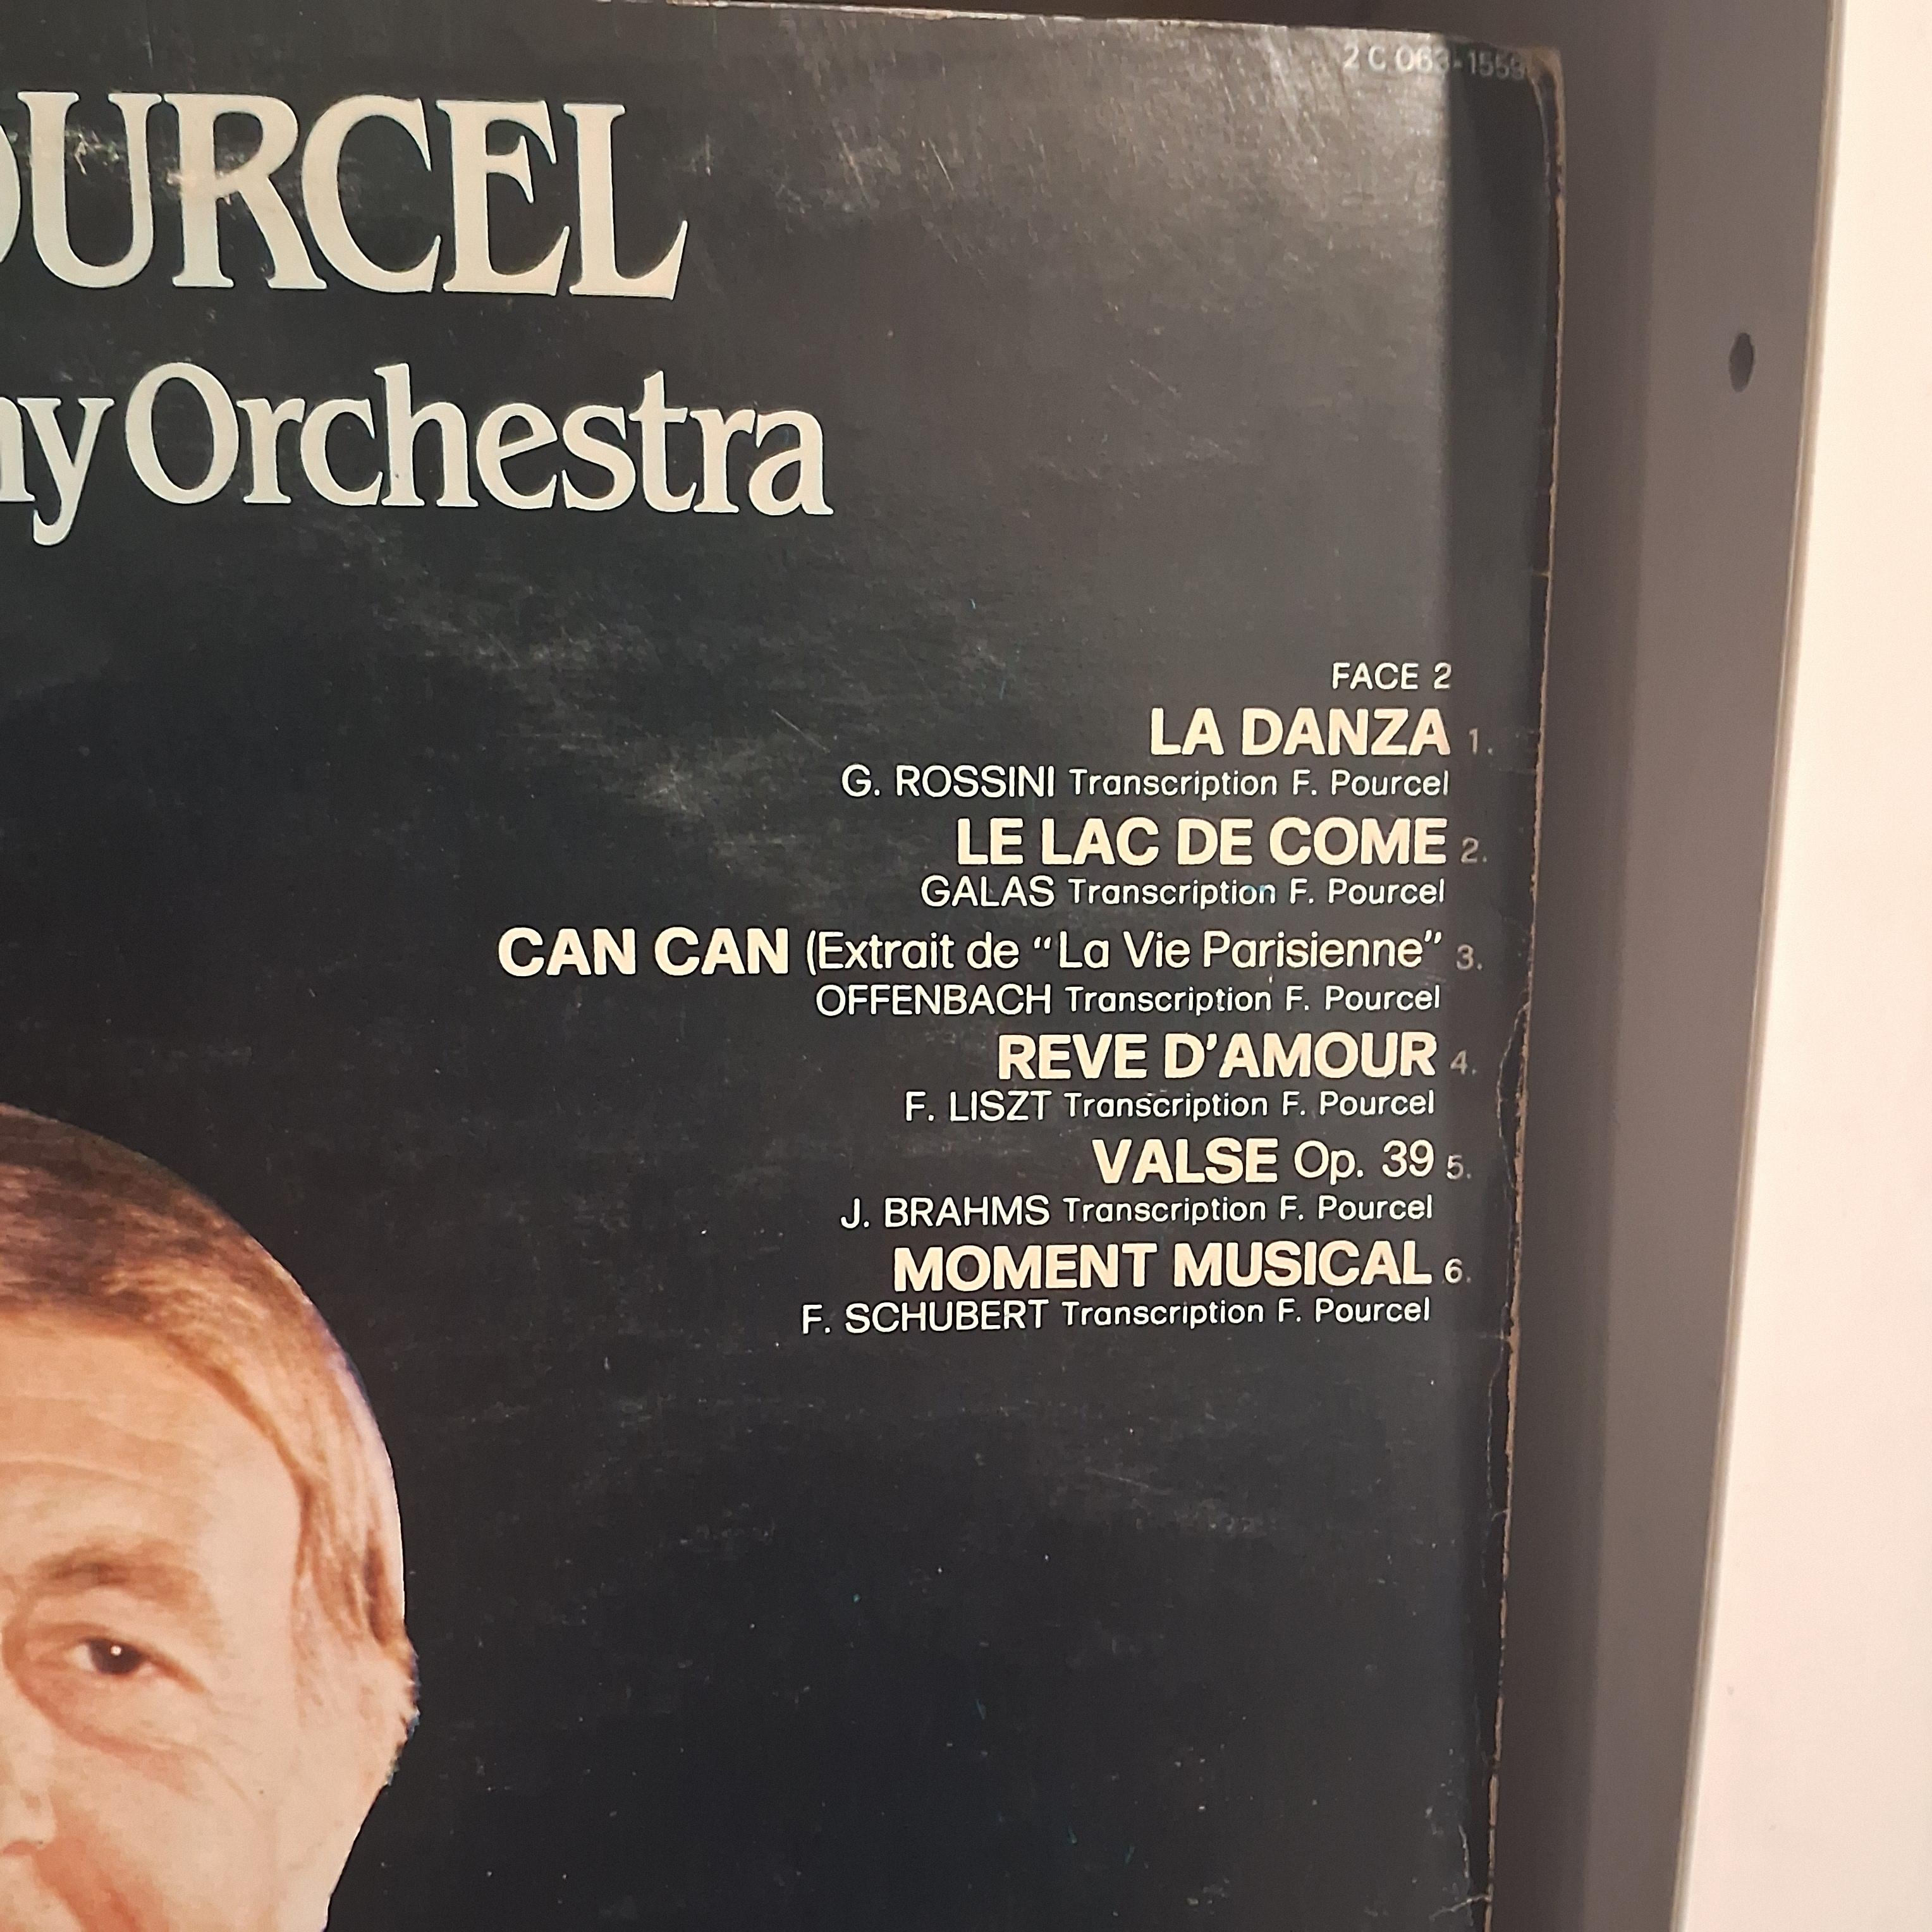 2 C 063-1559
OURCEL
ny Orchestra
FACE 2
LA DANZA 1.
G. ROSSINI Transcription F. Pourcel
LE LAC DE COME 2.
GALAS Transcription F. Pourcel
CAN CAN (Extrait de “La Vie Parisienne” 3.
OFFENBACH Transcription F. Pourcel
REVE D’AMOUR 4.
F. LISZT Transcription F. Pourcel
VALSE Op. 39 5.
J. BRAHMS Transcription F. Pourcel
MOMENT MUSICAL 6.
F. SCHUBERT Transcription F. Pourcel